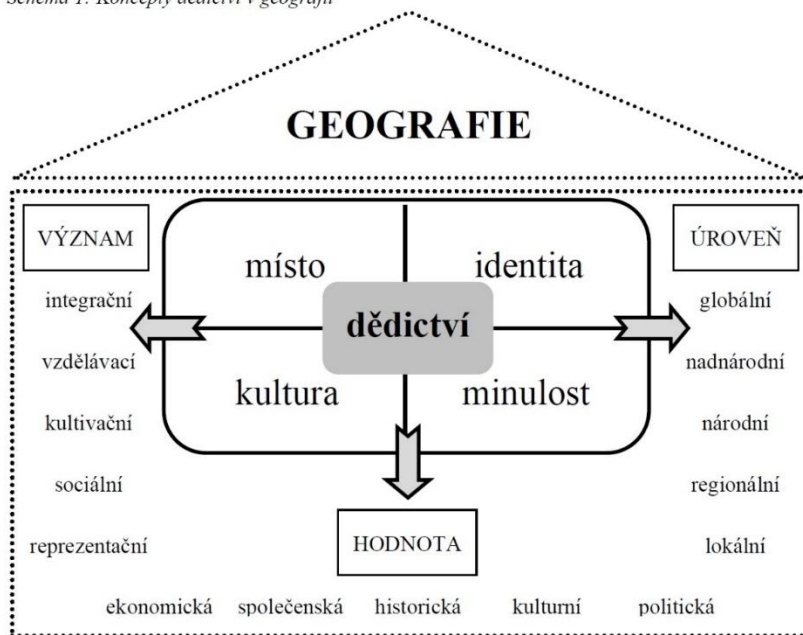 Schéma 1: Koncepty dědictví v geografii
GEOGRAFIE
VÝZNAM
integrační
vzdělávací
kultivační
sociální
reprezentační
místo
identita
dědictví
kultura
minulost
ÚROVEŇ
globální
nadnárodní
národní
regionální
lokální
HODNOTA
ekonomická společenská historická kulturní politická